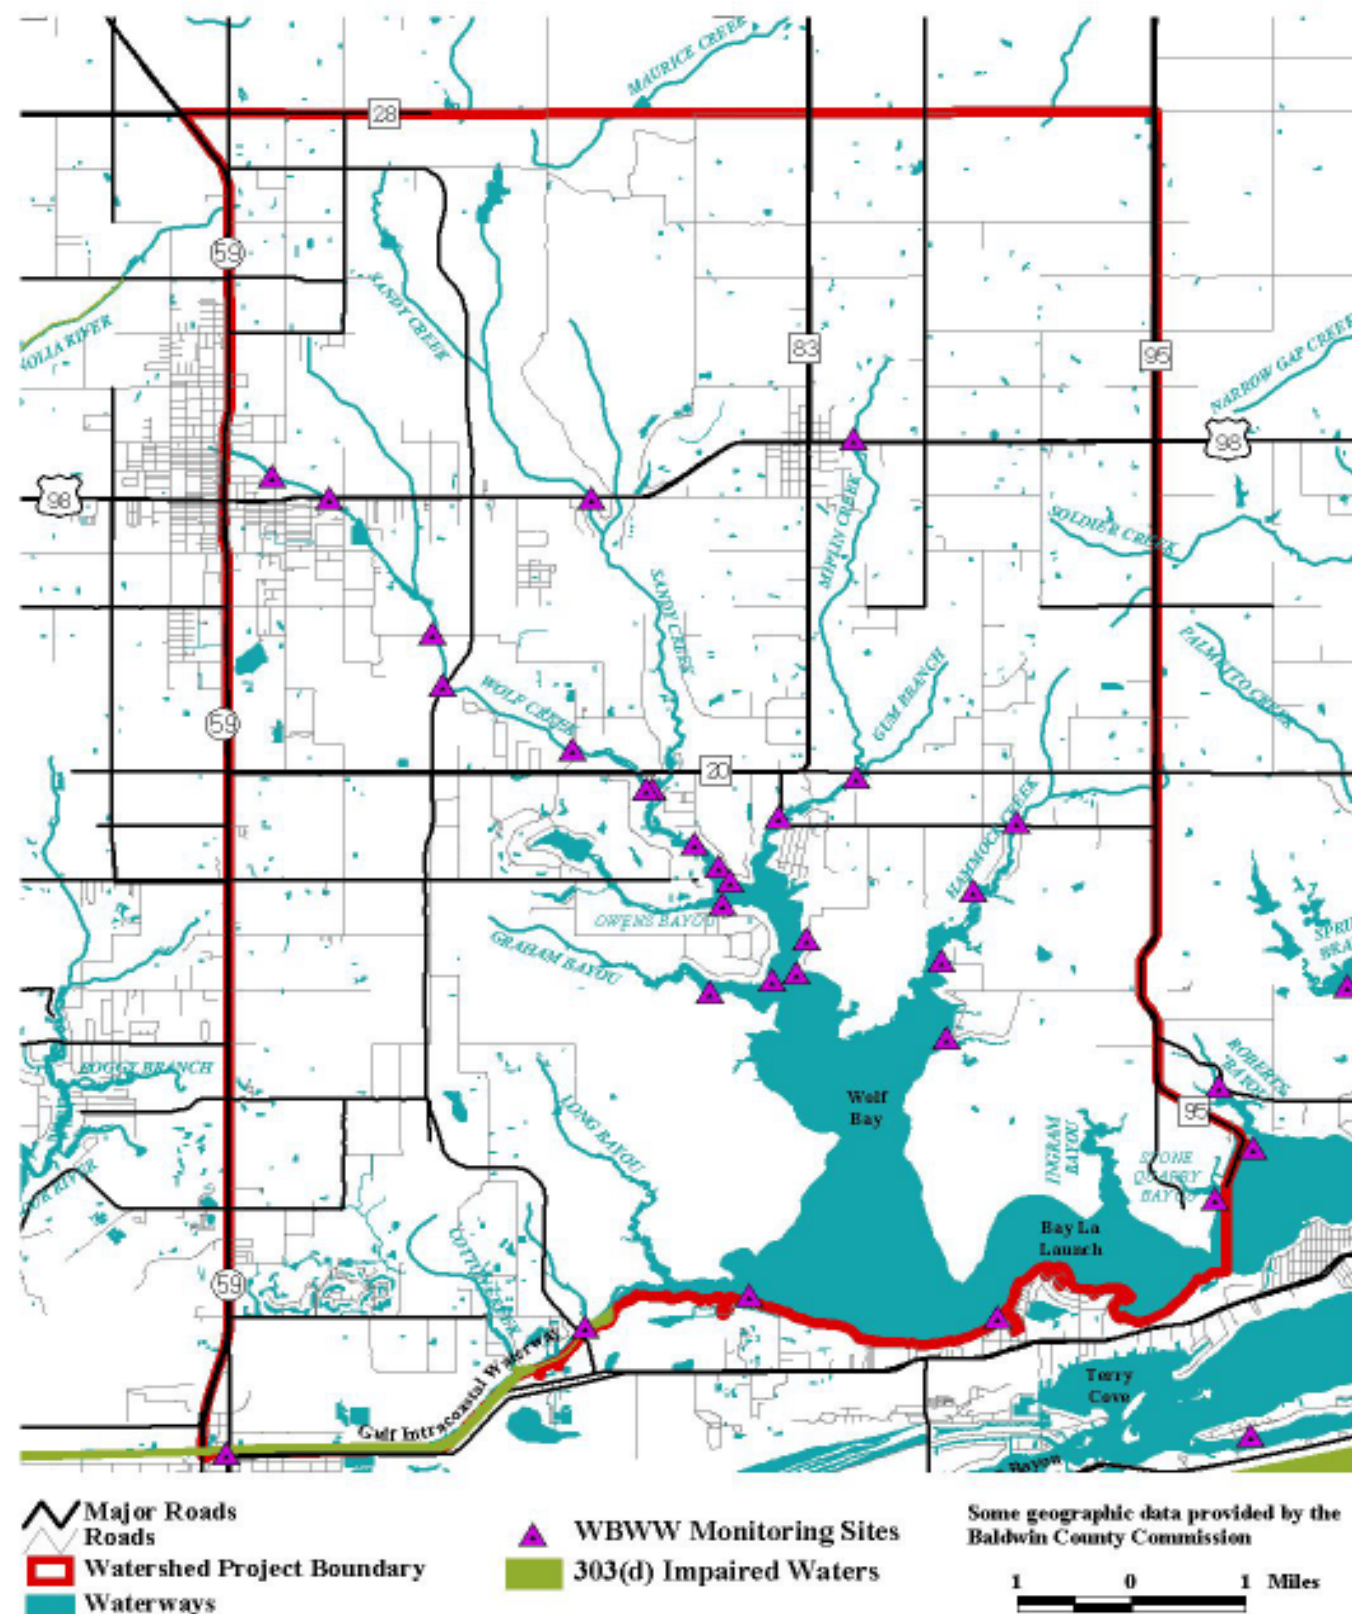 MAURICE CREEK
28
59
SANDY CREEK
83
95
NARROW GAP CREEK
98
98
MIFLIN CREEK
SOLDIER CREEK
SANDY CREEK
PALMETTO CREEK
GUM BRANCH
WOLF CREEK
59
20
HAMMOCK CREEK
OWENS BAYOU
GRAHAM BAYOU
BOGGY BRANCH
ROBERTS
BAYOU
LONG BAYOU
Wolf
Bay
95
INGRAM
BAYOU
STONE
QUARRY
BAYOU
Bay La
Launch
59
Gulf Intracoastal Waterway
Terry
Cove
Bayou
Major Roads
Roads
Watershed Project Boundary
Waterways
WBWW Monitoring Sites
303(d) Impaired Waters
Some geographic data provided by the
Baldwin County Commission
1 0 1 Miles